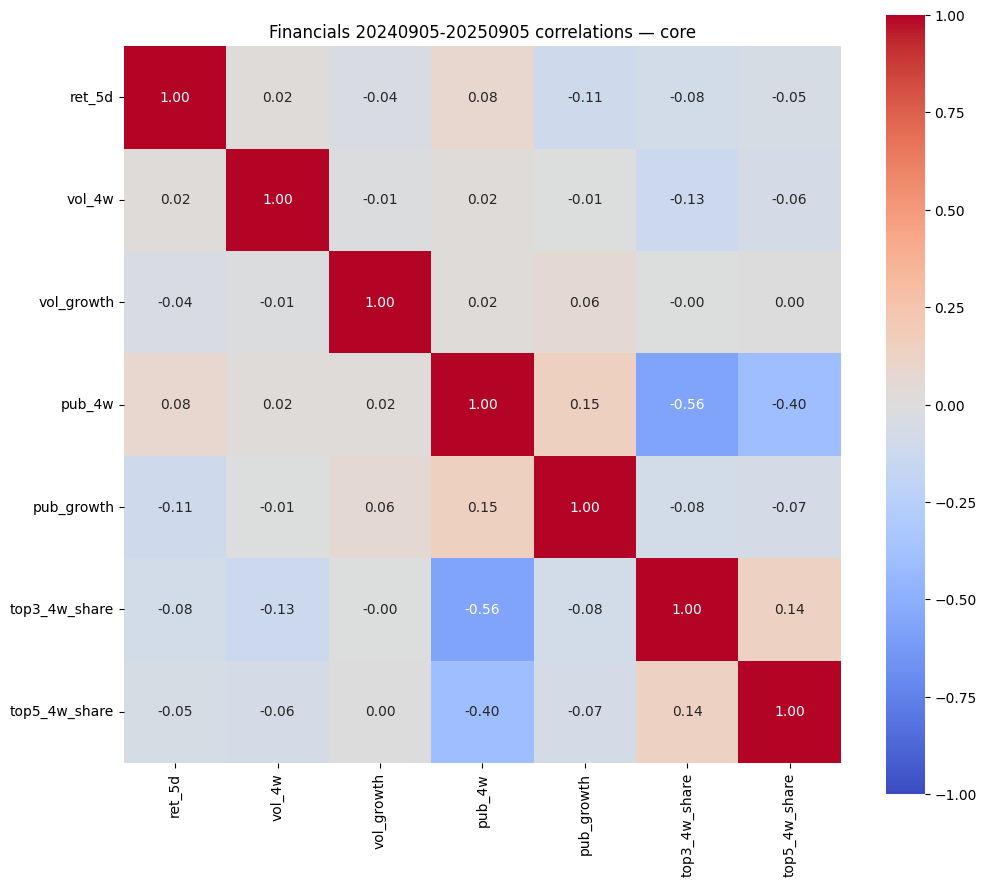 Financials 20240905-20250905 correlations — core
ret_5d 1.00 0.02 -0.04 0.08 -0.11 -0.08 -0.05
vol_4w 0.02 1.00 -0.01 0.02 -0.01 -0.13 -0.06
vol_growth -0.04 -0.01 1.00 0.02 0.06 -0.00 0.00
pub_4w 0.08 0.02 0.02 1.00 0.15 -0.56 -0.40
pub_growth -0.11 -0.01 0.06 0.15 1.00 -0.08 -0.07
top3_4w_share -0.08 -0.13 -0.00 -0.56 -0.08 1.00 0.14
top5_4w_share -0.05 -0.06 0.00 -0.40 -0.07 0.14 1.00
ret_5d
vol_4w
vol_growth
pub_4w
pub_growth
top3_4w_share
top5_4w_share
1.00
0.75
0.50
0.25
0.00
−0.25
−0.50
−0.75
−1.00